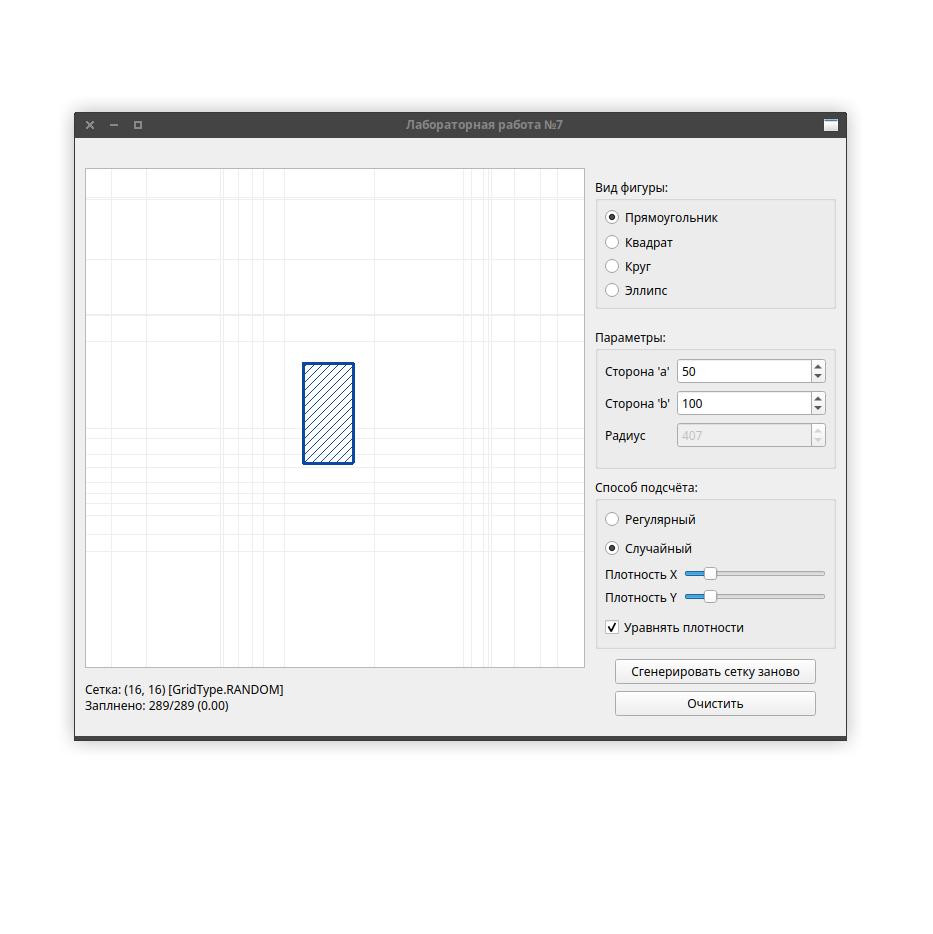 Лабораторная работа №7
Вид фигуры:
Прямоугольник
Квадрат
Круг
Эллипс
Параметры:
Сторона 'a' 50
Сторона 'b' 100
Радиус 407
Способ подсчёта:
Регулярный
Случайный
Плотность X
Плотность Y
Уравнять плотности
Сгенерировать сетку заново
Очистить
Сетка: (16, 16) [GridType.RANDOM]
Заплнено: 289/289 (0.00)